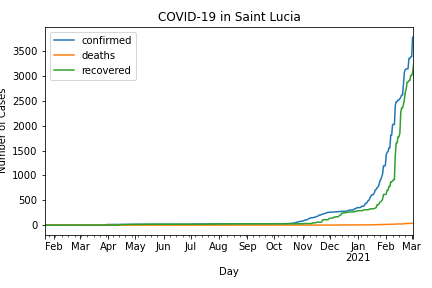 COVID-19 in Saint Lucia
confirmed
deaths
recovered
Number of Cases
3500
3000
2500
2000
1500
1000
500
0
Feb Mar Apr May Jun Jul Aug Sep Oct Nov Dec Jan Feb Mar
2021
Day